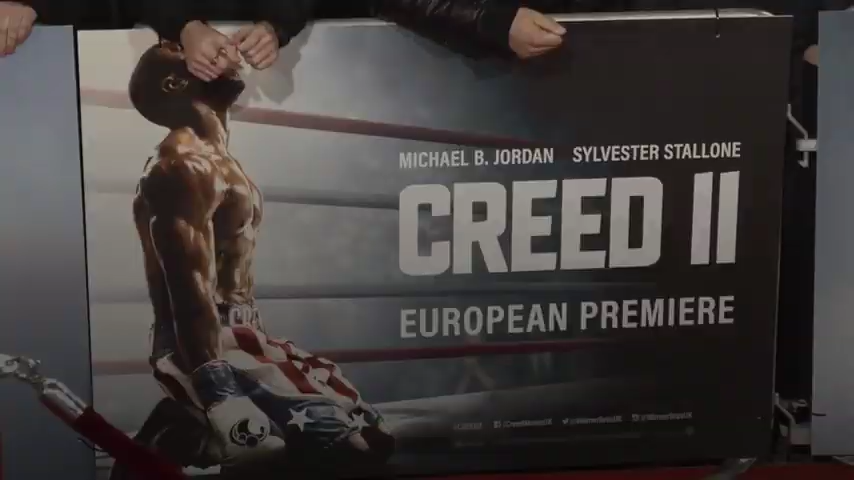 MICHAEL B. JORDAN SYLVESTER STALLONE
CREED II
EUROPEAN PREMIERE